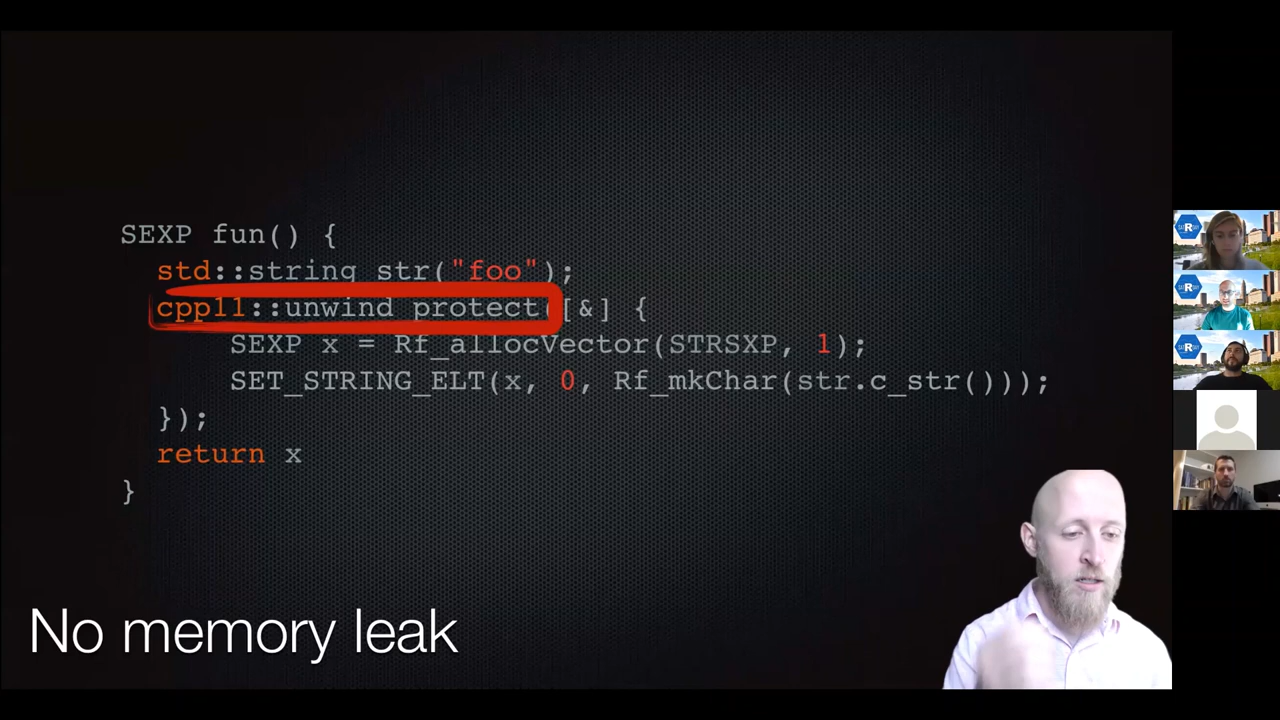 SEXP fun() {
std::string str("foo");
cpp11::unwind_protect([&] {
SEXP x = Rf_allocVector(STRSXP, 1);
SET_STRING_ELT(x, 0, Rf_mkChar(str.c_str()));
});
return x
}
No memory leak
R
R
R